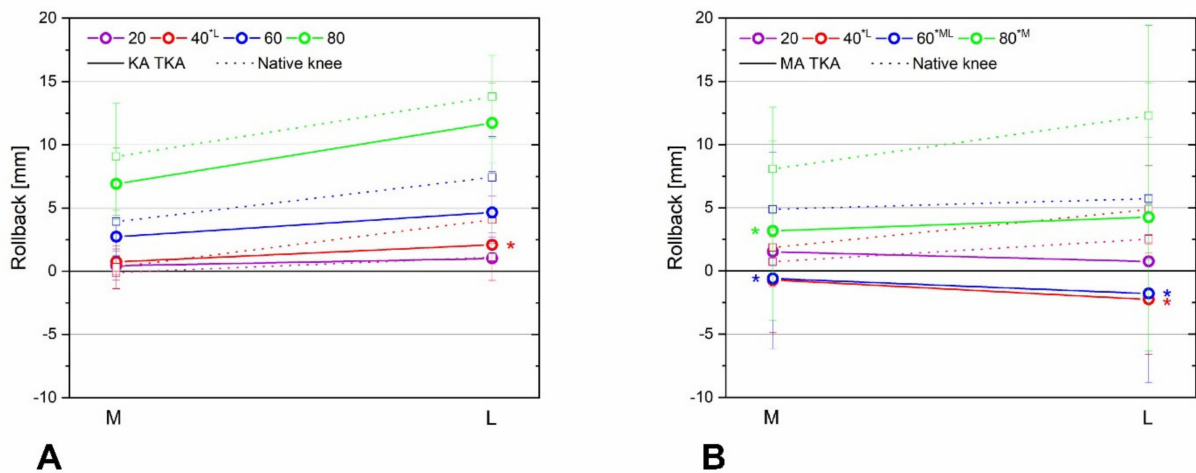 20 40*L 60 80
KA TKA Native knee
Rollback [mm]
20
15
10
5
0
-5
-10
*
M L
A
20 40*L 60*ML 80*M
MA TKA Native knee
Rollback [mm]
20
15
10
5
0
-5
-10
*
* *
*
M L
B